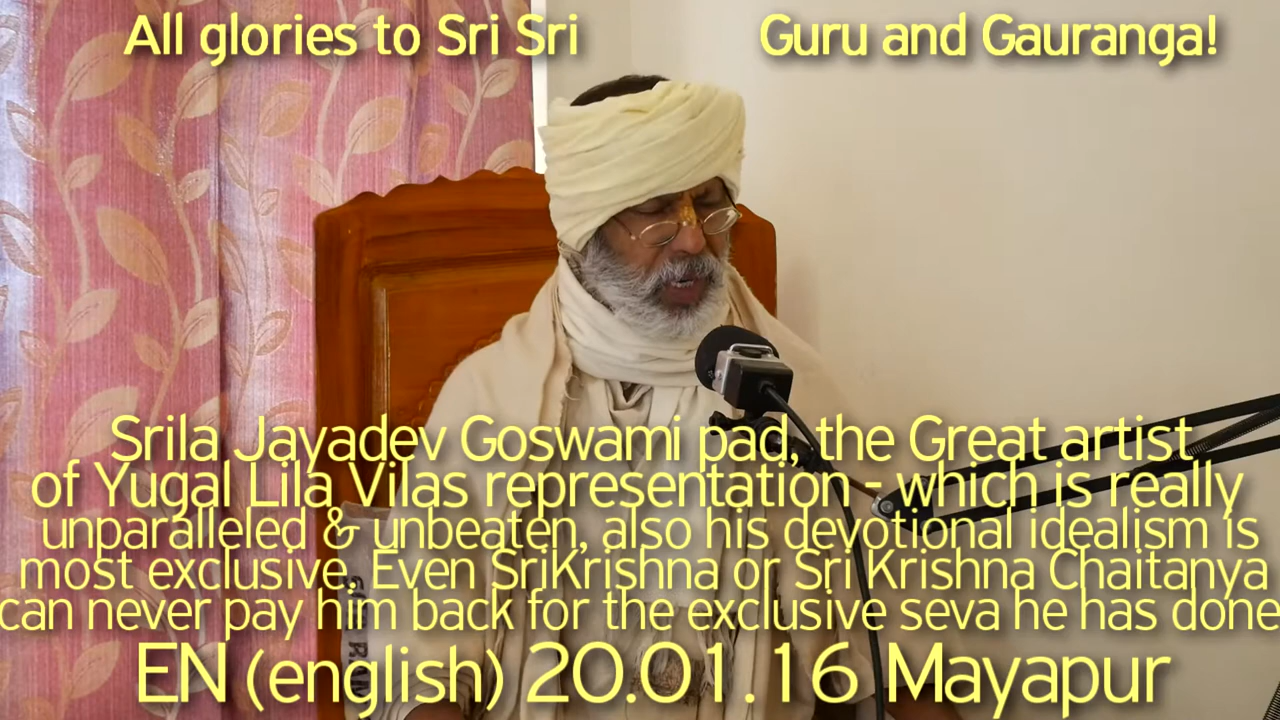 All glories to Sri Sri Guru and Gauranga!
Srila Jayadev Goswami pad, the Great artist
of Yugal Lila Vilas representation - which is really
unparalleled & unbeaten, also his devotional idealism is
most exclusive. Even SriKrishna or Sri Krishna Chaitanya
can never pay him back for the exclusive seva he has done
EN (english) 20.01.16 Mayapur